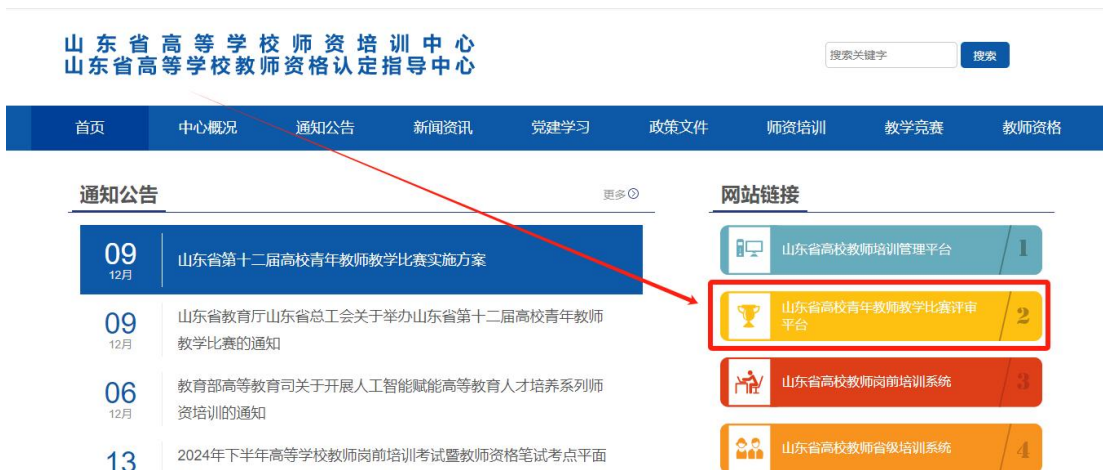 山东省高等学校师资培训中心
山东省高等学校教师资格认定指导中心
搜索关键字
搜索
首页 中心概况 通知公告 新闻资讯 党建学习 政策文件 师资培训 教学竞赛 教师资格
通知公告
更多
网站链接
09
12月
山东省第十二届高校青年教师教学比赛实施方案
09
12月
山东省教育厅山东省总工会关于举办山东省第十二届高校青年教师
教学比赛的通知
06
12月
教育部高等教育司关于开展人工智能赋能高等教育人才培养系列师
资培训的通知
13
2024年下半年高等学校教师岗前培训考试暨教师资格笔试考点平面
山东省高校教师培训管理平台
1
山东省高校青年教师教学比赛评审
平台
2
山东省高校教师岗前培训系统
3
山东省高校教师省级培训系统
4